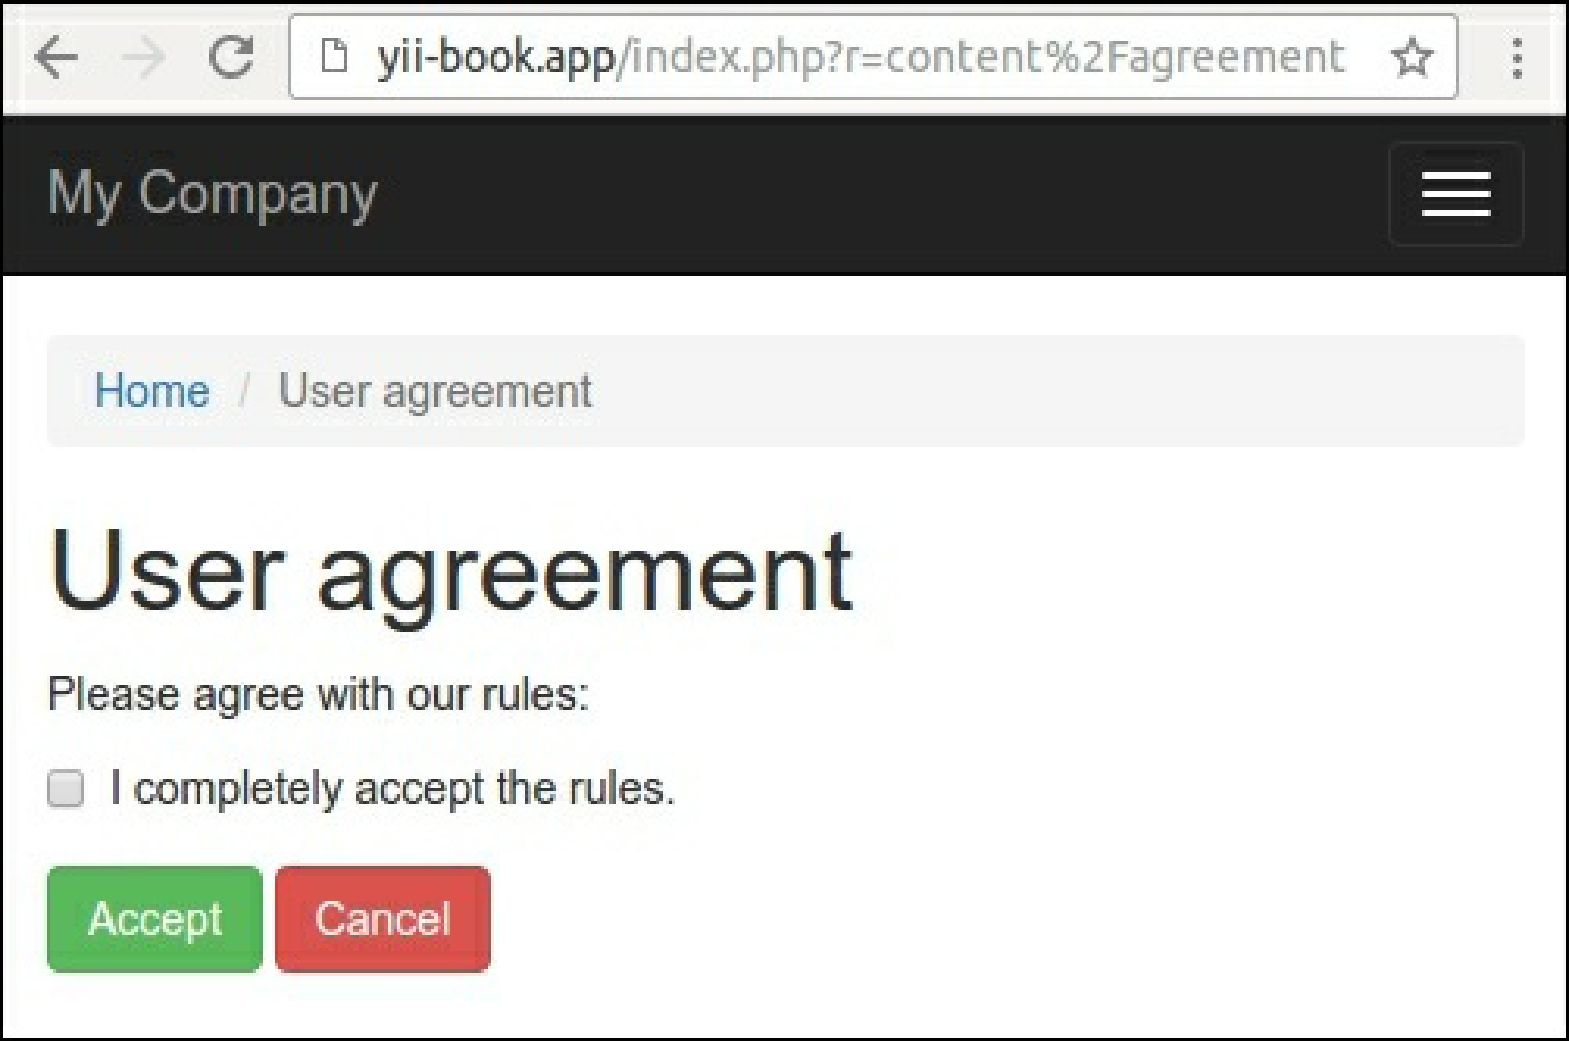 yii-book.app/index.php?r=content%2Fagreement
My Company
Home / User agreement
User agreement
Please agree with our rules:
I completely accept the rules.
Accept Cancel